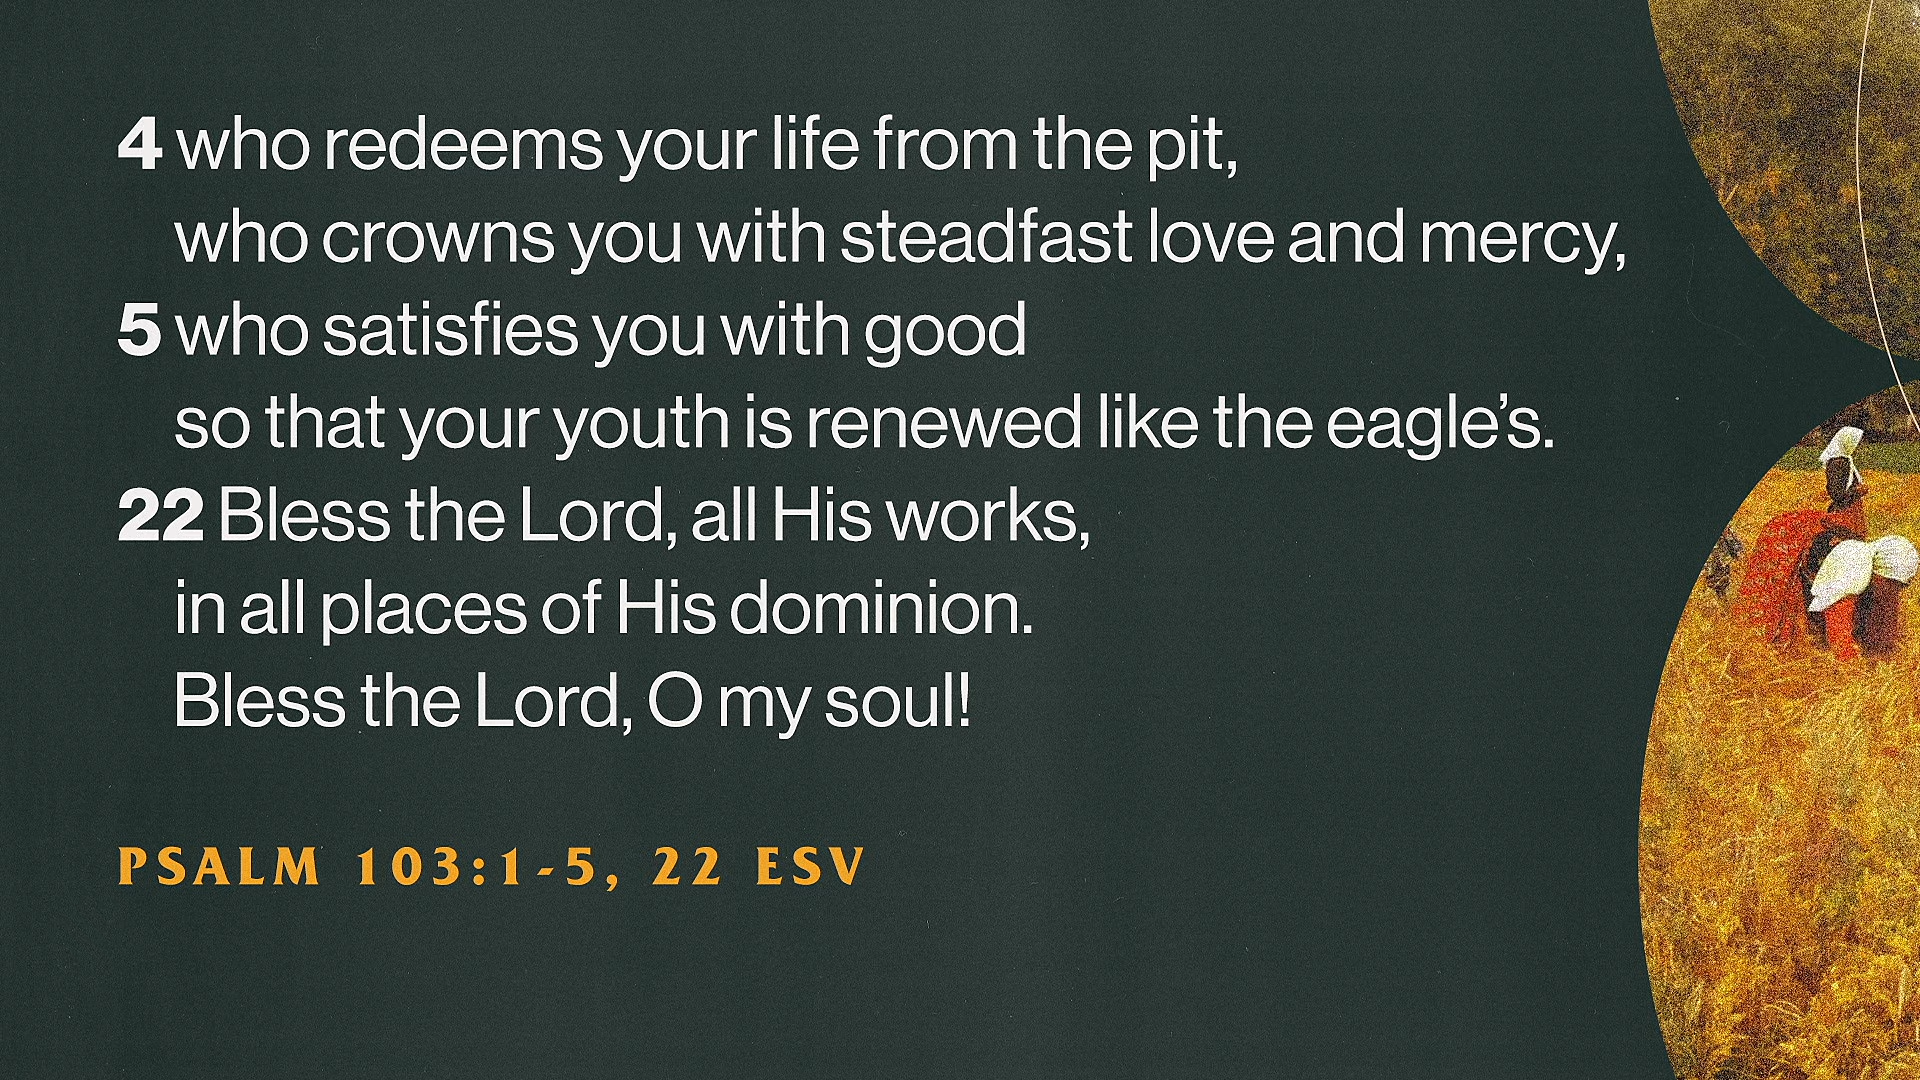 4 who redeems your life from the pit,
who crowns you with steadfast love and mercy,
5 who satisfies you with good
so that your youth is renewed like the eagle’s.
22 Bless the Lord, all His works,
in all places of His dominion.
Bless the Lord, O my soul!
PSALM 103:1-5, 22 ESV